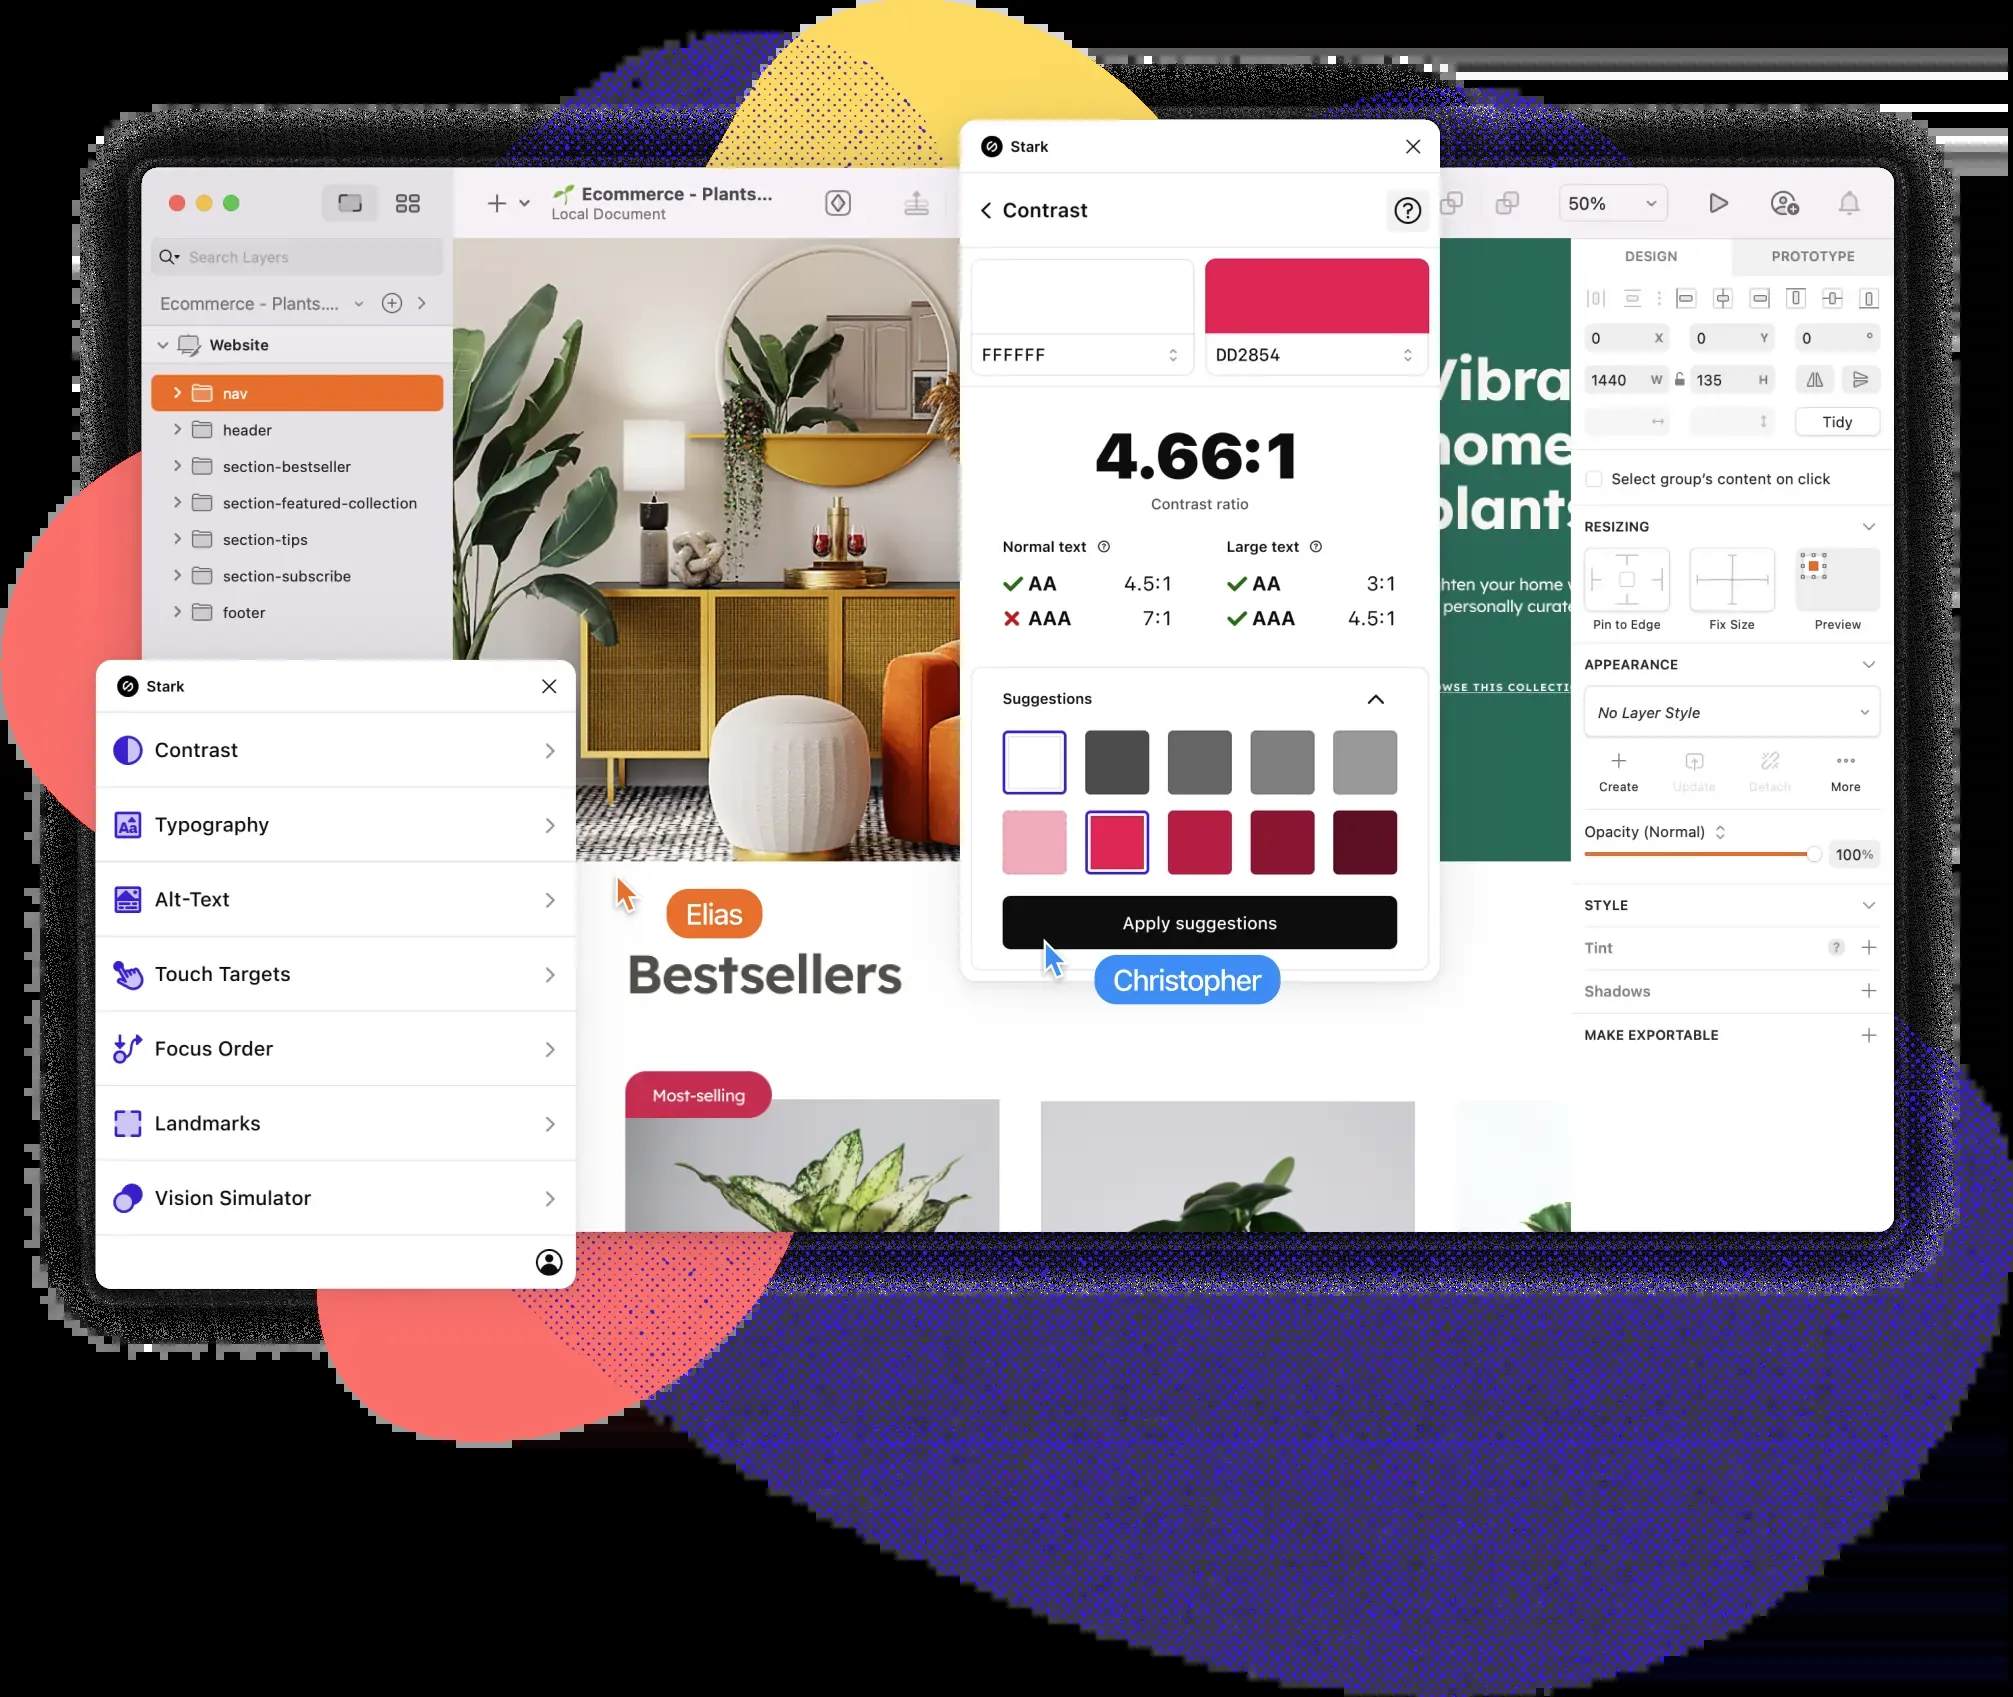 Ecommerce - Plants...
Local Document
50%
Search Layers
Ecommerce - Plants....
Website
nav
header
section-bestseller
section-featured-collection
section-tips
section-subscribe
footer
Stark
Contrast
Typography
Alt-Text
Touch Targets
Focus Order
Landmarks
Vision Simulator
Stark
Contrast
FFFFFF
DD2854
4.66:1
Contrast ratio
Normal text
AA 4.5:1
AAA 7:1
Large text
AA 3:1
AAA 4.5:1
Suggestions
Apply suggestions
Christopher
Elias
Bestsellers
Most-selling
Vibra
home
plants
hten your home
personally curate
OWSE THIS COLLECTI
DESIGN
PROTOTYPE
0 X
0 Y
0 °
1440 W
135 H
Tidy
Select group's content on click
RESIZING
Pin to Edge
Fix Size
Preview
APPEARANCE
No Layer Style
Create
Update
Detach
More
Opacity (Normal)
100%
STYLE
Tint
?
Shadows
MAKE EXPORTABLE